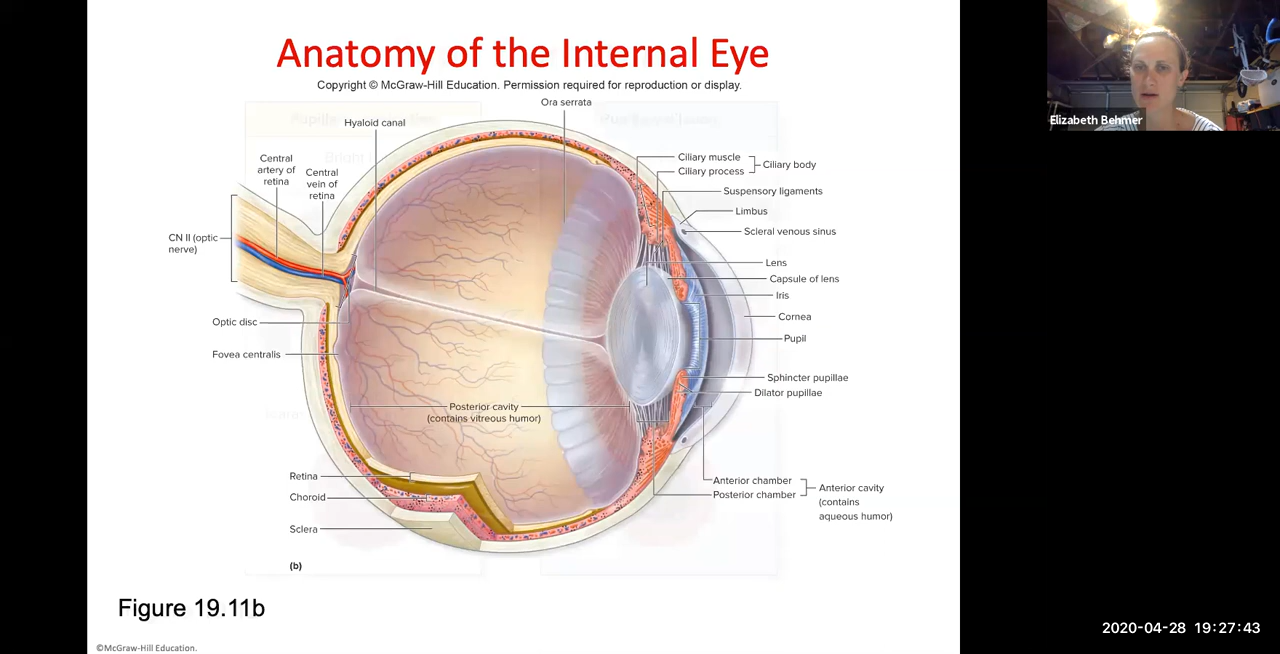 Anatomy of the Internal Eye
Copyright © McGraw-Hill Education. Permission required for reproduction or display.
Ora serrata
Hyaloid canal
Central
artery of
retina
Central
vein of
retina
CN II (optic
nerve)
Optic disc
Fovea centralis
Posterior cavity
(contains vitreous humor)
Retina
Choroid
Sclera
Ciliary muscle
Ciliary process
Ciliary body
Suspensory ligaments
Limbus
Scleral venous sinus
Lens
Capsule of lens
Iris
Cornea
Pupil
Sphincter pupillae
Dilator pupillae
Anterior chamber
Posterior chamber
Anterior cavity
(contains
aqueous humor)
(b)
Figure 19.11b
©McGraw-Hill Education.
Elizabeth Behmer
2020-04-28 19:27:43